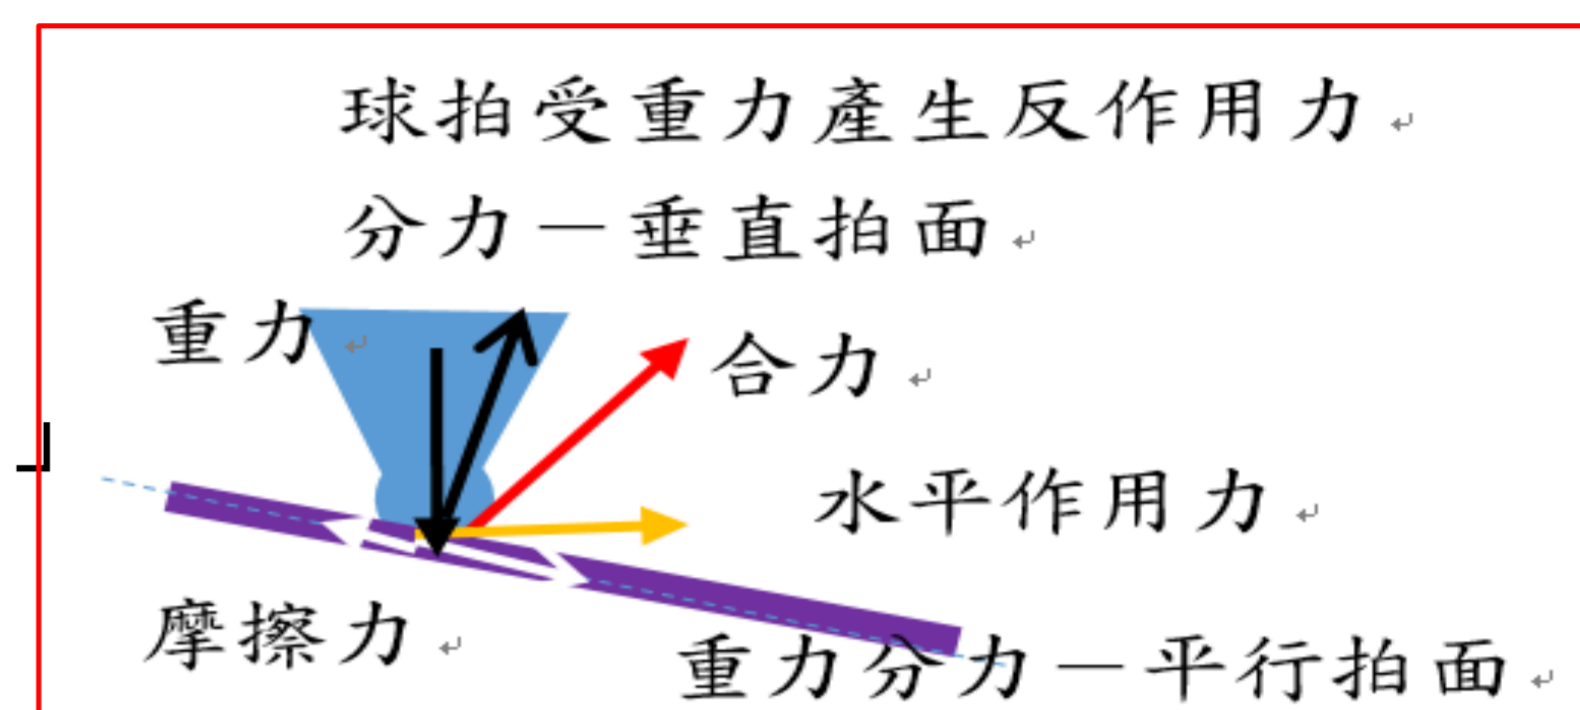 球拍受重力產生反作用力
分力－垂直拍面
重力
合力
水平作用力
摩擦力
重力分力－平行拍面